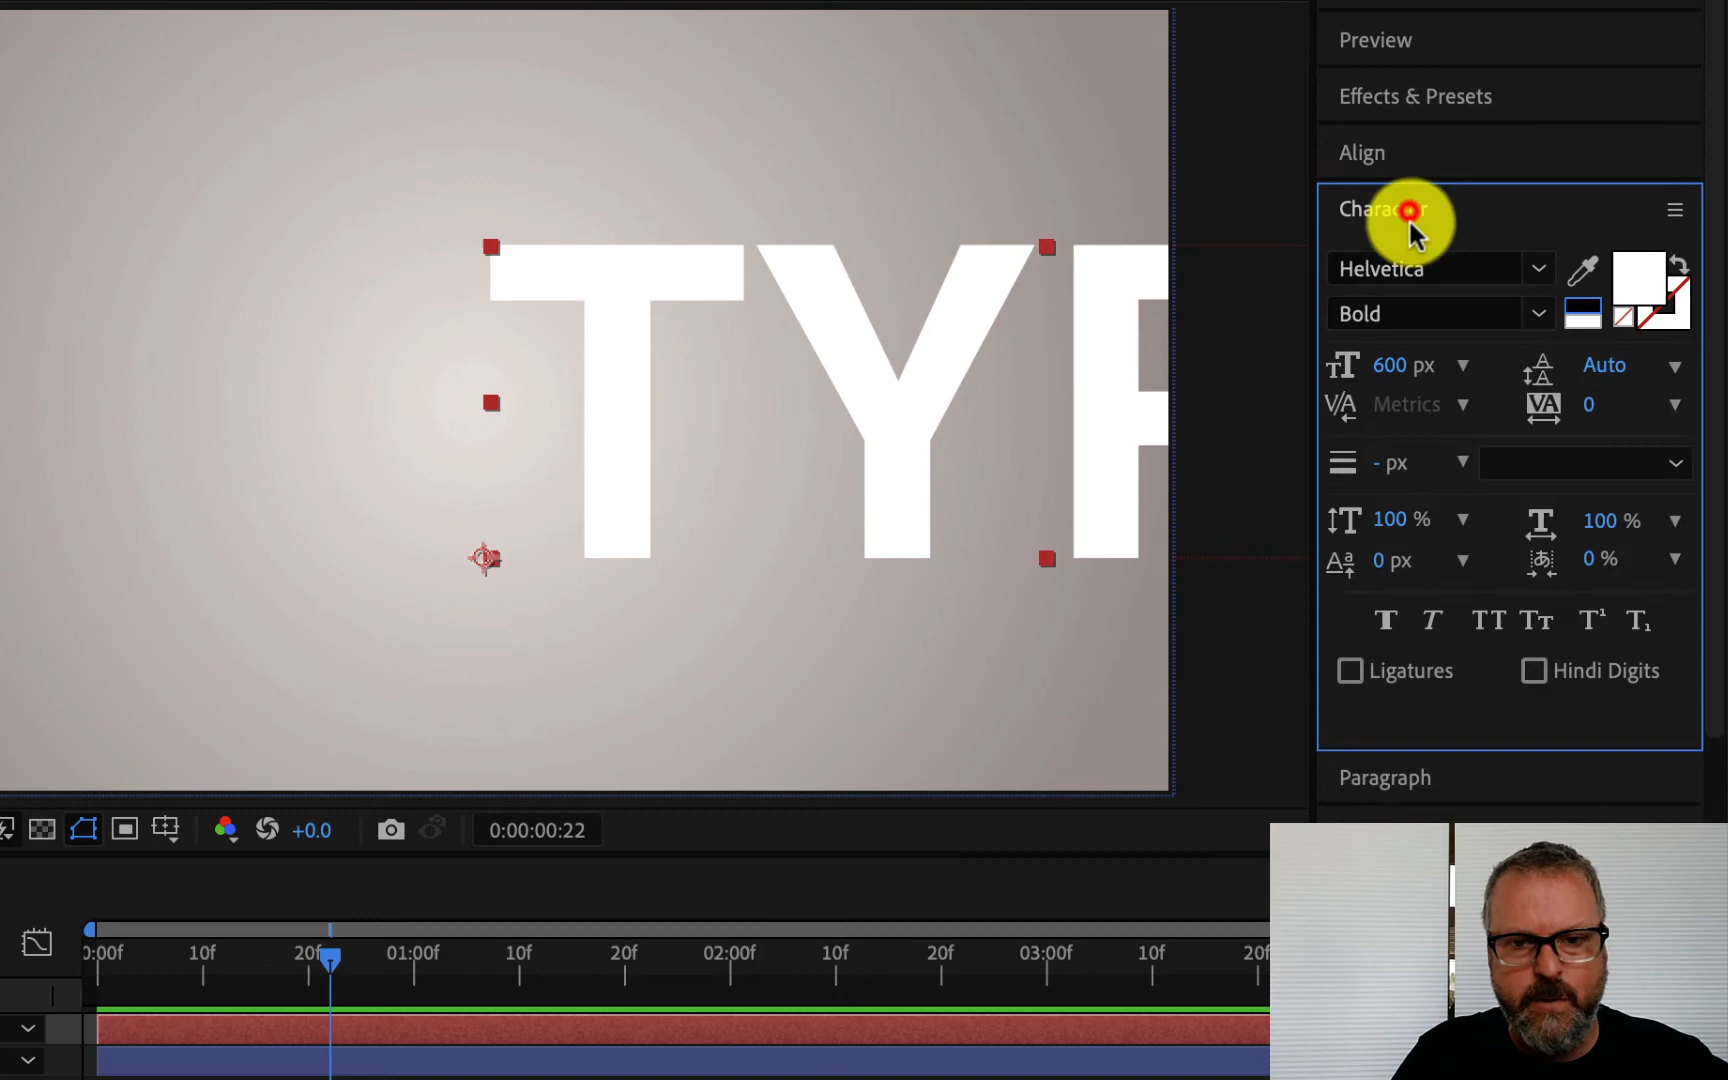 Preview
Effects & Presets
Align
Character
Helvetica
Bold
600 px
Auto
Metrics
0
- px
100 %
100 %
0 px
0 %
Ligatures
Hindi Digits
Paragraph
TYP
+0.0
0:00:00:22
0:00f 10f 20f 01:00f 10f 20f 02:00f 10f 20f 03:00f 10f 20f